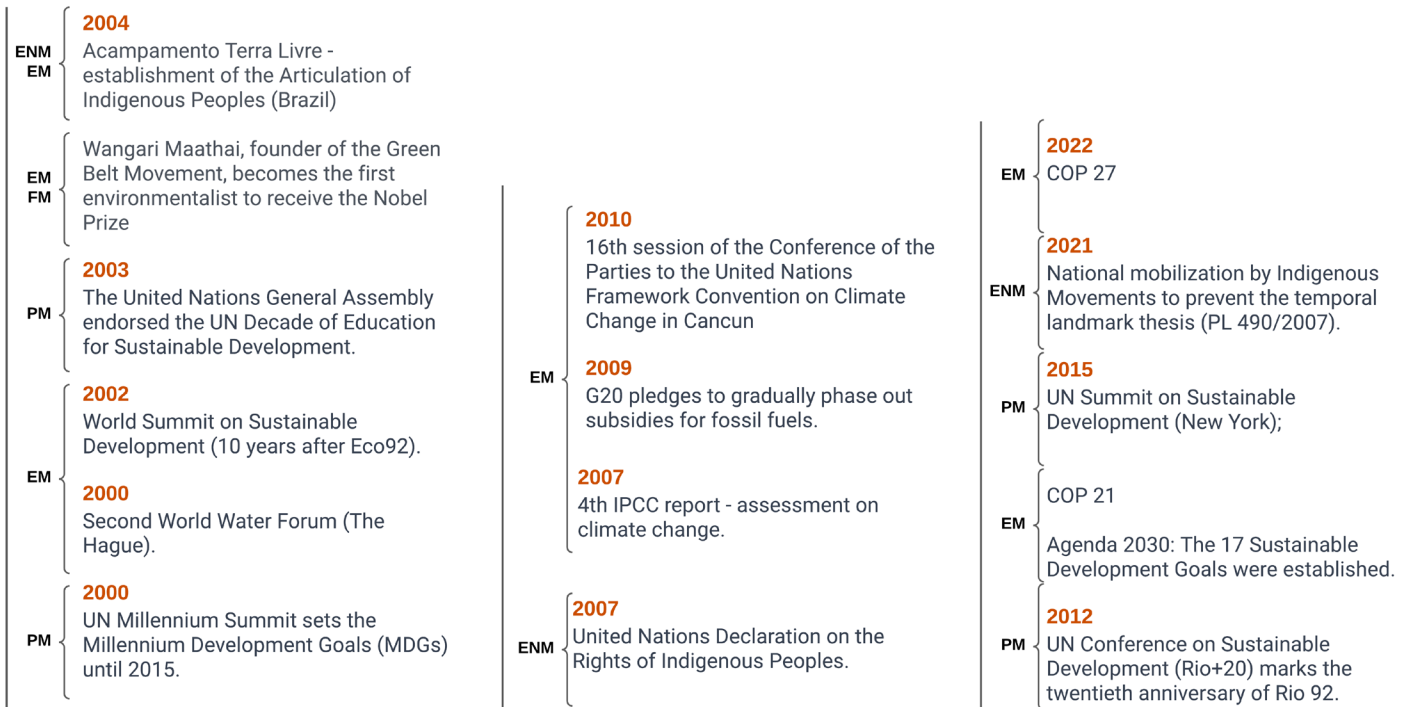 2004
ENM
EM
Acampamento Terra Livre -
establishment of the Articulation of
Indigenous Peoples (Brazil)
EM
FM
Wangari Maathai, founder of the Green
Belt Movement, becomes the first
environmentalist to receive the Nobel
Prize
2003
PM
The United Nations General Assembly
endorsed the UN Decade of Education
for Sustainable Development.
2002
World Summit on Sustainable
Development (10 years after Eco92).
EM
2000
Second World Water Forum (The
Hague).
2000
PM
UN Millennium Summit sets the
Millennium Development Goals (MDGs)
until 2015.
2010
16th session of the Conference of the
Parties to the United Nations
Framework Convention on Climate
Change in Cancun
EM
2009
G20 pledges to gradually phase out
subsidies for fossil fuels.
2007
4th IPCC report - assessment on
climate change.
2007
ENM
United Nations Declaration on the
Rights of Indigenous Peoples.
2022
EM
COP 27
2021
ENM
National mobilization by Indigenous
Movements to prevent the temporal
landmark thesis (PL 490/2007).
2015
PM
UN Summit on Sustainable
Development (New York);
COP 21
EM
Agenda 2030: The 17 Sustainable
Development Goals were established.
2012
PM
UN Conference on Sustainable
Development (Rio+20) marks the
twentieth anniversary of Rio 92.